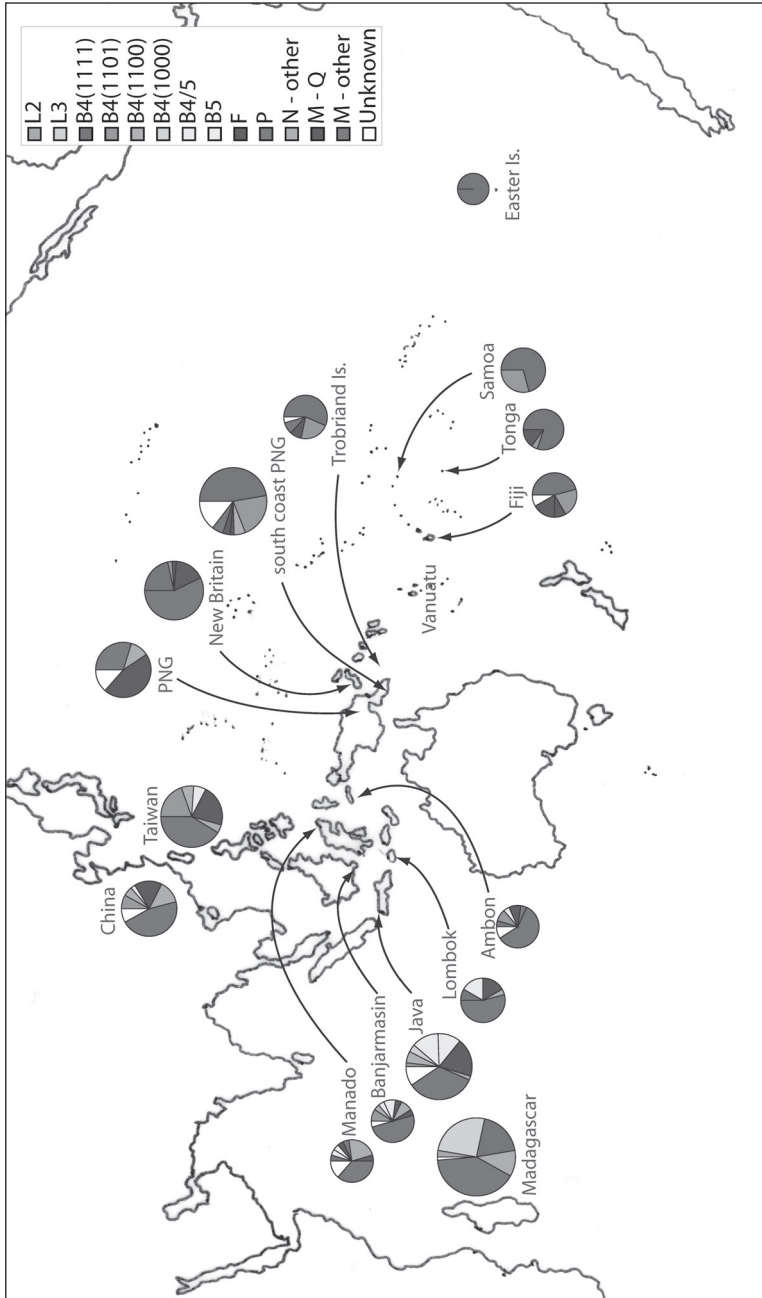 L2
L3
B4(1111)
B4(1101)
B4(1100)
B4(1000)
B4/5
B5
F
P
N - other
M - Q
M - other
Unknown
China
Taiwan
PNG
New Britain
south coast PNG
Trobriand Is.
Easter Is.
Samoa
Tonga
Fiji
Vanuatu
Manado
Banjarmasin
Java
Lombok
Ambon
Madagascar